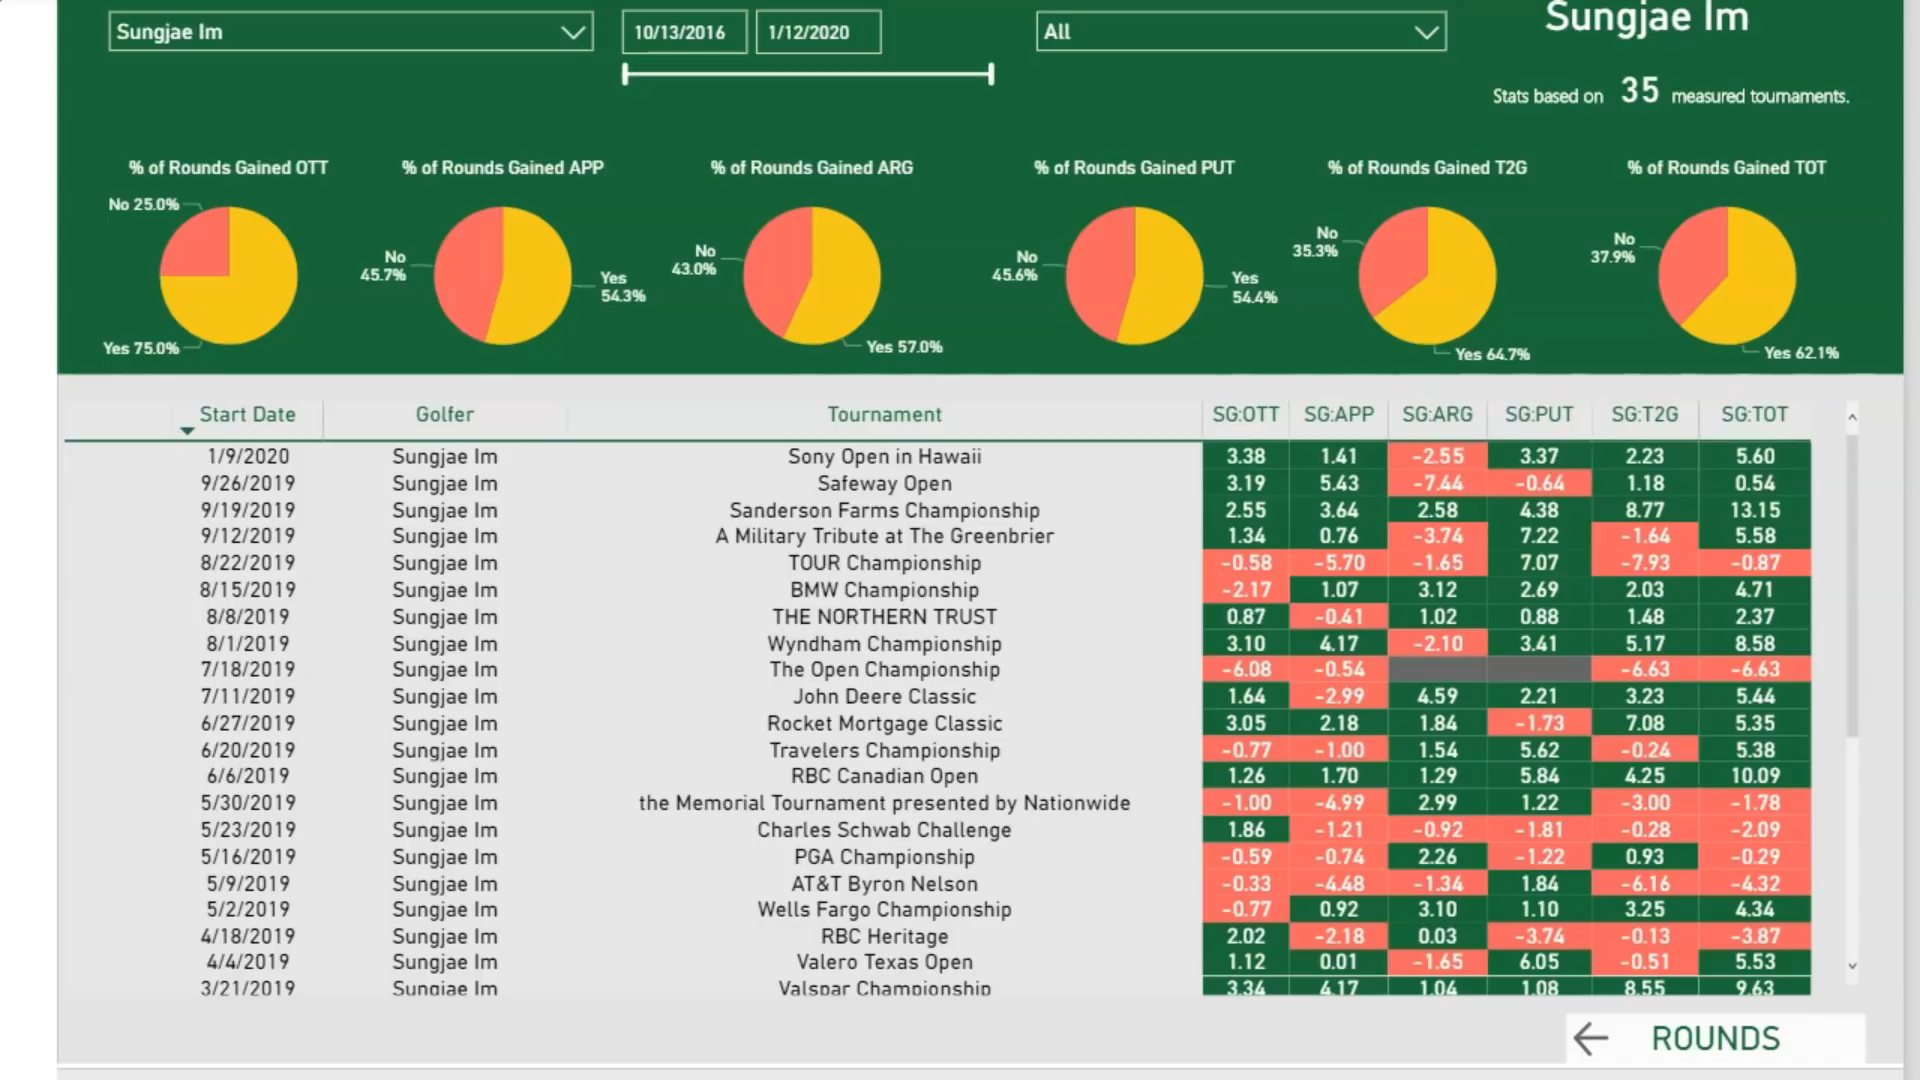 Sungjae Im
10/13/2016
1/12/2020
All
Sungjae Im
Stats based on 35 measured tournaments.
% of Rounds Gained OTT
% of Rounds Gained APP
% of Rounds Gained ARG
% of Rounds Gained PUT
% of Rounds Gained T2G
% of Rounds Gained TOT
No 25.0%
Yes 75.0%
No
45.7%
Yes
54.3%
No
43.0%
Yes 57.0%
No
45.6%
Yes
54.4%
No
35.3%
Yes 64.7%
No
37.9%
Yes 62.1%
Start Date Golfer Tournament SG:OTT SG:APP SG:ARG SG:PUT SG:T2G SG:TOT
1/9/2020 Sungjae Im Sony Open in Hawaii 3.38 1.41 -2.55 3.37 2.23 5.60
9/26/2019 Sungjae Im Safeway Open 3.19 5.43 -7.44 -0.64 1.18 0.54
9/19/2019 Sungjae Im Sanderson Farms Championship 2.55 3.64 2.58 4.38 8.77 13.15
9/12/2019 Sungjae Im A Military Tribute at The Greenbrier 1.34 0.76 -3.74 7.22 -1.64 5.58
8/22/2019 Sungjae Im TOUR Championship -0.58 -5.70 -1.65 7.07 -7.93 -0.87
8/15/2019 Sungjae Im BMW Championship -2.17 1.07 3.12 2.69 2.03 4.71
8/8/2019 Sungjae Im THE NORTHERN TRUST 0.87 -0.41 1.02 0.88 1.48 2.37
8/1/2019 Sungjae Im Wyndham Championship 3.10 4.17 -2.10 3.41 5.17 8.58
7/18/2019 Sungjae Im The Open Championship -6.08 -0.54 -6.63 -6.63
7/11/2019 Sungjae Im John Deere Classic 1.64 -2.99 4.59 2.21 3.23 5.44
6/27/2019 Sungjae Im Rocket Mortgage Classic 3.05 2.18 1.84 -1.73 7.08 5.35
6/20/2019 Sungjae Im Travelers Championship -0.77 -1.00 1.54 5.62 -0.24 5.38
6/6/2019 Sungjae Im RBC Canadian Open 1.26 1.70 1.29 5.84 4.25 10.09
5/30/2019 Sungjae Im the Memorial Tournament presented by Nationwide -1.00 -4.99 2.99 1.22 -3.00 -1.78
5/23/2019 Sungjae Im Charles Schwab Challenge 1.86 -1.21 -0.92 -1.81 -0.28 -2.09
5/16/2019 Sungjae Im PGA Championship -0.59 -0.74 2.26 -1.22 0.93 -0.29
5/9/2019 Sungjae Im AT&T Byron Nelson -0.33 -4.48 -1.34 1.84 -6.16 -4.32
5/2/2019 Sungjae Im Wells Fargo Championship -0.77 0.92 3.10 1.10 3.25 4.34
4/18/2019 Sungjae Im RBC Heritage 2.02 -2.18 0.03 -3.74 -0.13 -3.87
4/4/2019 Sungjae Im Valero Texas Open 1.12 0.01 -1.65 6.05 -0.51 5.53
3/21/2019 Sungjae Im Valspar Championship 3.34 4.17 1.04 1.08 8.55 9.63
ROUNDS